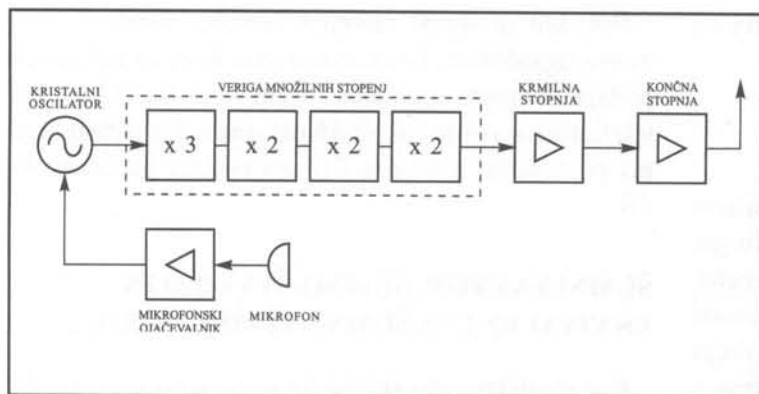 KRISTALNI
OSCILATOR
VERIGA MNOŽILNIH STOPENJ
KRMILNA
STOPNJA
KONČNA
STOPNJA
x 3
x 2
x 2
x 2
MIKROFONSKI
OJAČEVALNIK
MIKROFON